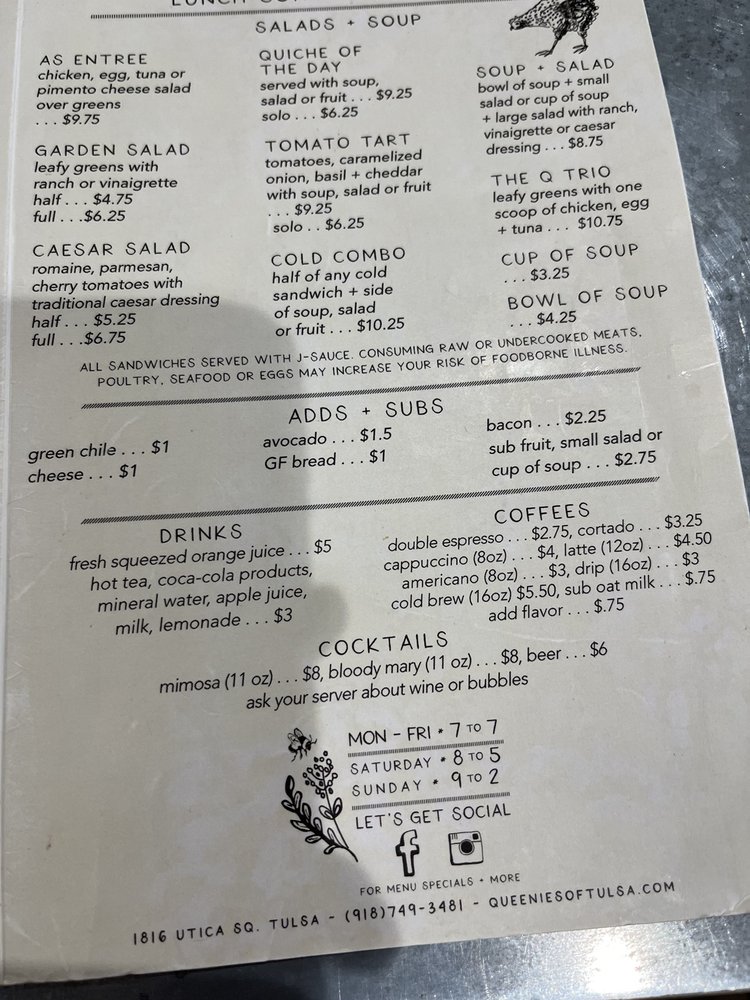 SALADS + SOUP
AS ENTREE
chicken, egg, tuna or
pimento cheese salad
over greens
. . . $9.75
GARDEN SALAD
leafy greens with
ranch or vinaigrette
half . . . $4.75
full . . .$6.25
CAESAR SALAD
romaine, parmesan,
cherry tomatoes with
traditional caesar dressing
half . . . $5.25
full . . .$6.75
QUICHE OF
THE DAY
served with soup,
salad or fruit . . . $9.25
solo . . . $6.25
TOMATO TART
tomatoes, caramelized
onion, basil + cheddar
with soup, salad or fruit
. . . $9.25
solo . . $6.25
COLD COMBO
half of any cold
sandwich + side
of soup, salad
or fruit . . . $10.25
SOUP + SALAD
bowl of soup + small
salad or cup of soup
+ large salad with ranch,
vinaigrette or caesar
dressing . . . $8.75
THE Q TRIO
leafy greens with one
scoop of chicken, egg
+ tuna . . . $10.75
CUP OF SOUP
. . . $3.25
BOWL OF SOUP
. . . $4.25
ALL SANDWICHES SERVED WITH J-SAUCE. CONSUMING RAW OR UNDERCOOKED MEATS,
POULTRY, SEAFOOD OR EGGS MAY INCREASE YOUR RISK OF FOODBORNE ILLNESS.
ADDS + SUBS
green chile . . . $1
cheese . . . $1
avocado . . . $1.5
GF bread . . . $1
bacon . . . $2.25
sub fruit, small salad or
cup of soup . . . $2.75
DRINKS
fresh squeezed orange juice . . . $5
hot tea, coca-cola products,
mineral water, apple juice,
milk, lemonade . . . $3
COFFEES
double espresso . . . $2.75, cortado . . . $3.25
cappuccino (8oz) . . . $4, latte (12oz) . . . $4.50
americano (8oz) . . . $3, drip (16oz) . . . $3
cold brew (16oz) $5.50, sub oat milk . . . $.75
add flavor . . . $.75
COCKTAILS
mimosa (11 oz) . . . $8, bloody mary (11 oz) . . . $8, beer . . . $6
ask your server about wine or bubbles
MON - FRI * 7 TO 7
SATURDAY * 8 TO 5
SUNDAY * 9 TO 2
LET'S GET SOCIAL
FOR MENU SPECIALS + MORE
1816 UTICA SQ. TULSA - (918)749-3481 - QUEENIESOFTULSA.COM